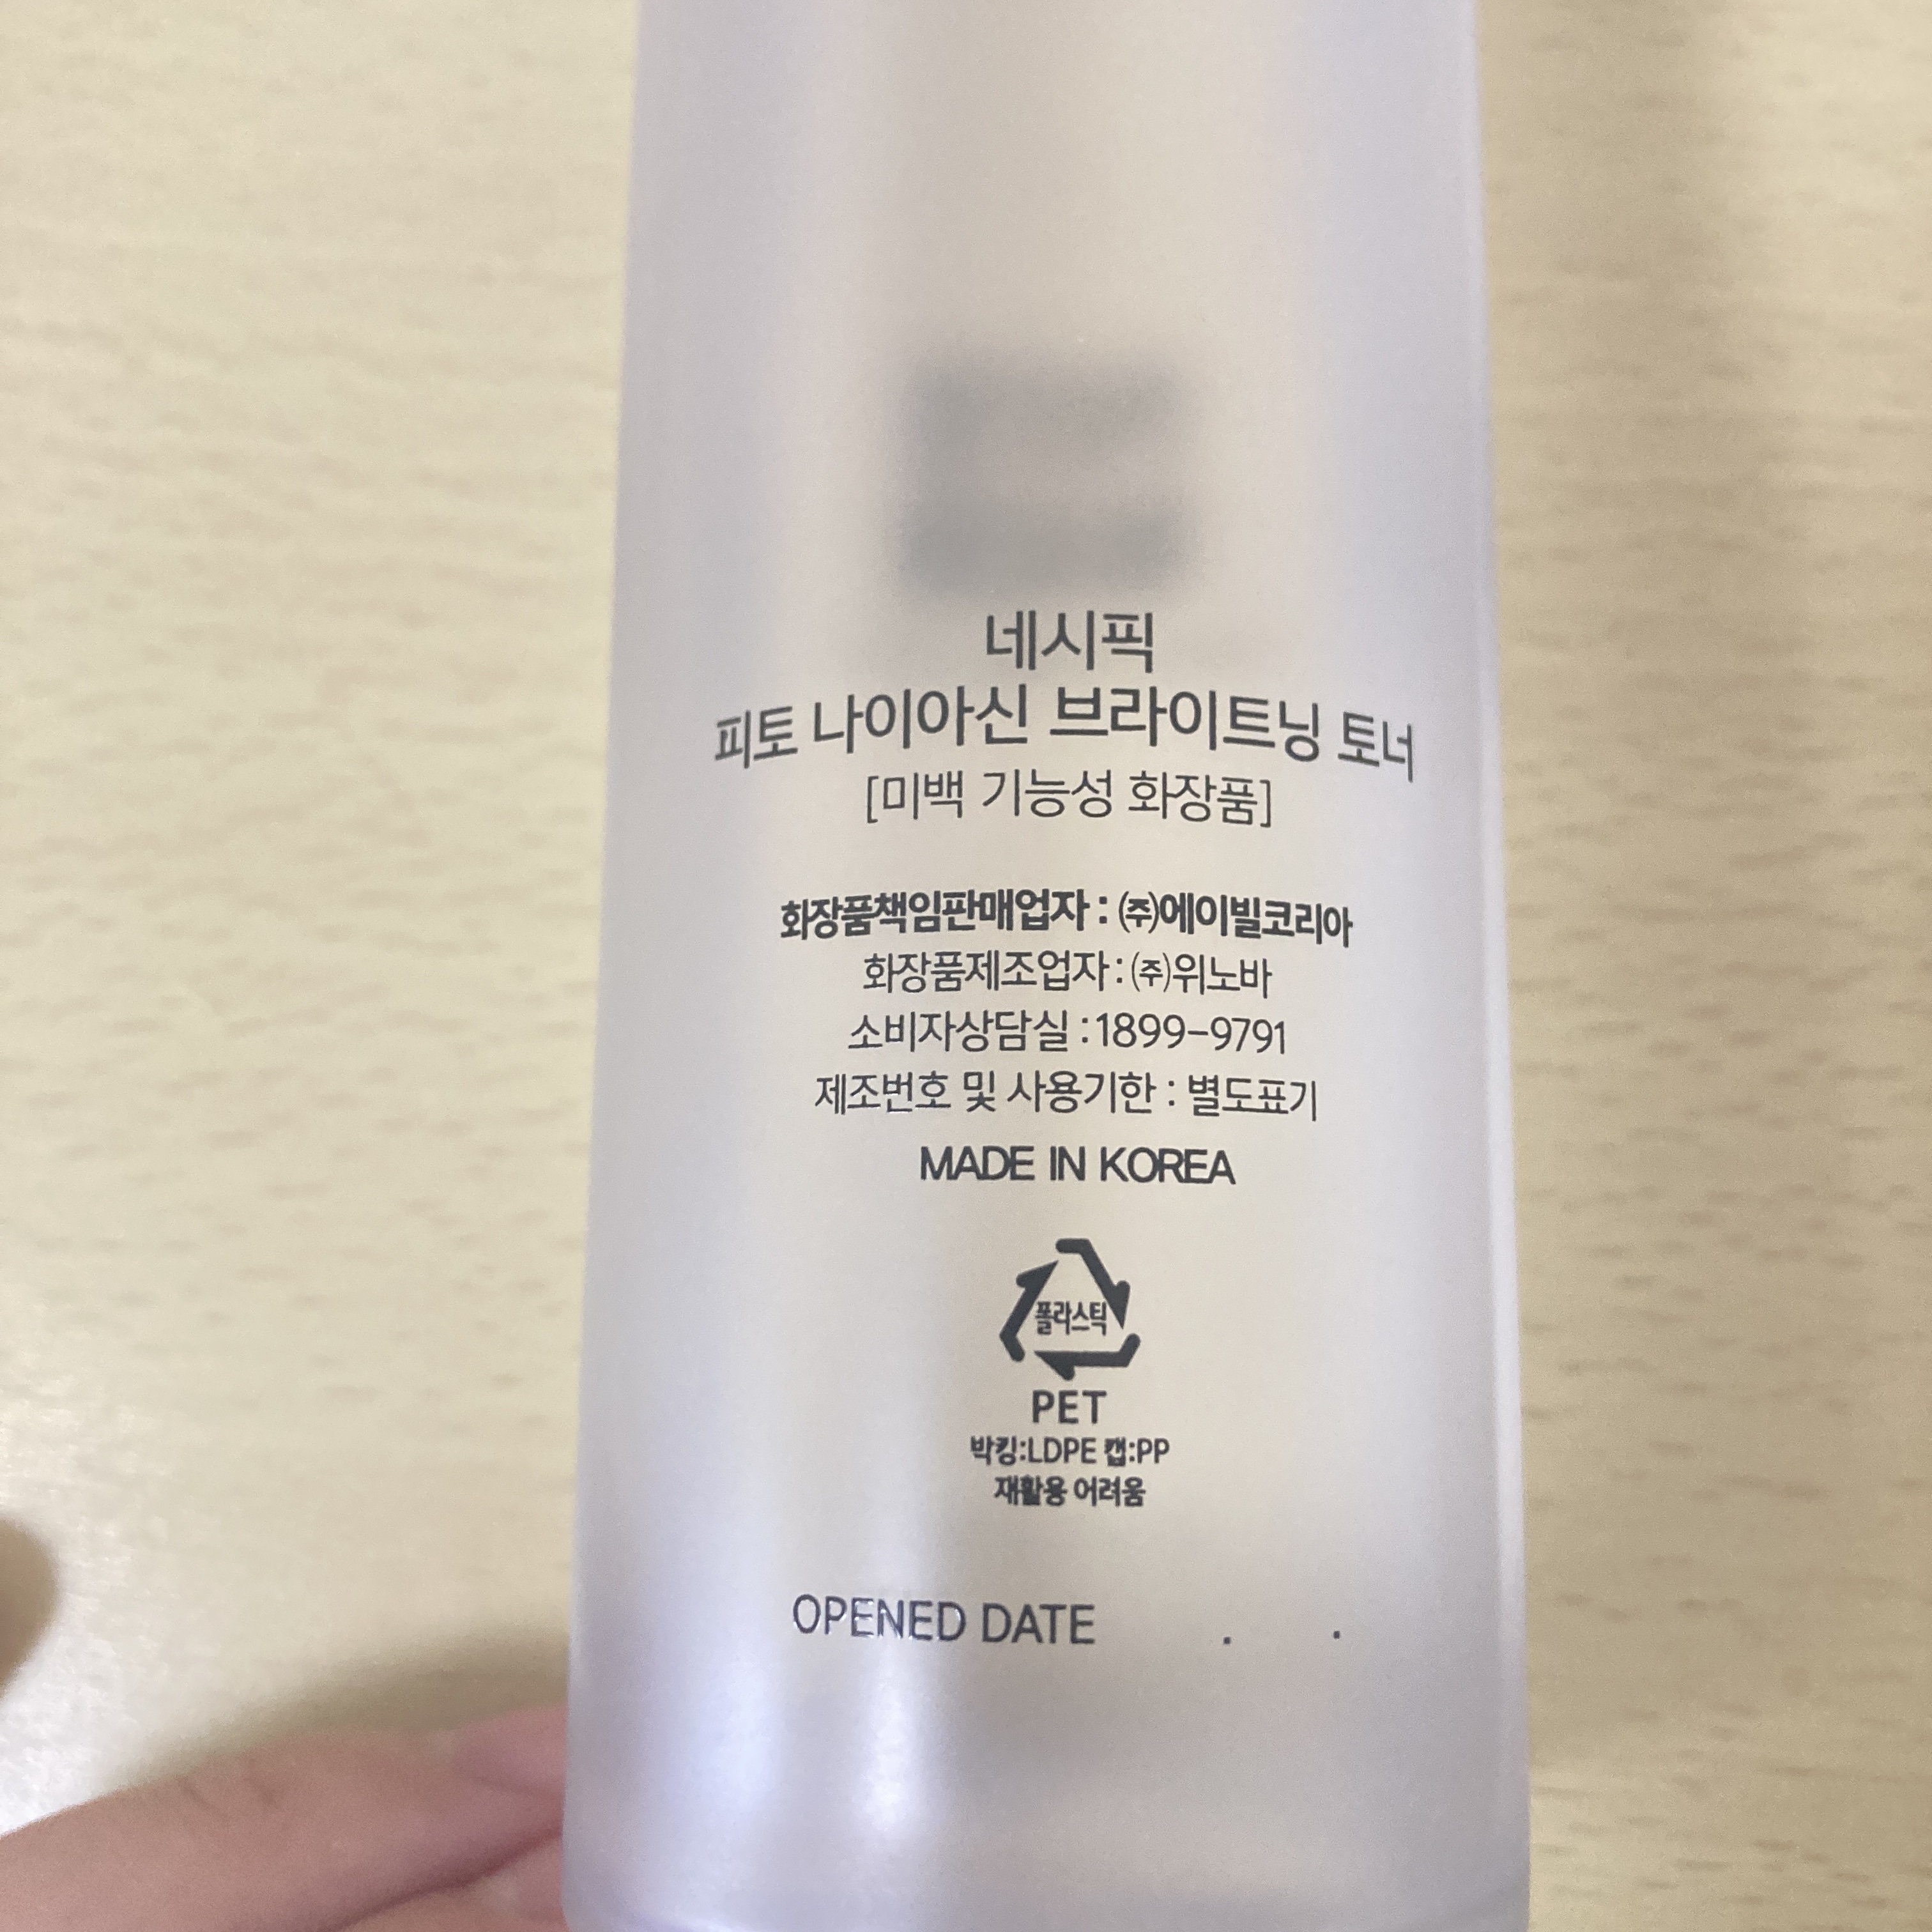 네시픽
피토 나이아신 브라이트닝 토너
[미백 기능성 화장품]
화장품책임판매업자 : ㈜에이빌코리아
화장품제조업자 : ㈜위노바
소비자상담실 : 1899-9791
제조번호 및 사용기한 : 별도표기
MADE IN KOREA
플라스틱
PET
박킹:LDPE 캡:PP
재활용 어려움
OPENED DATE . .